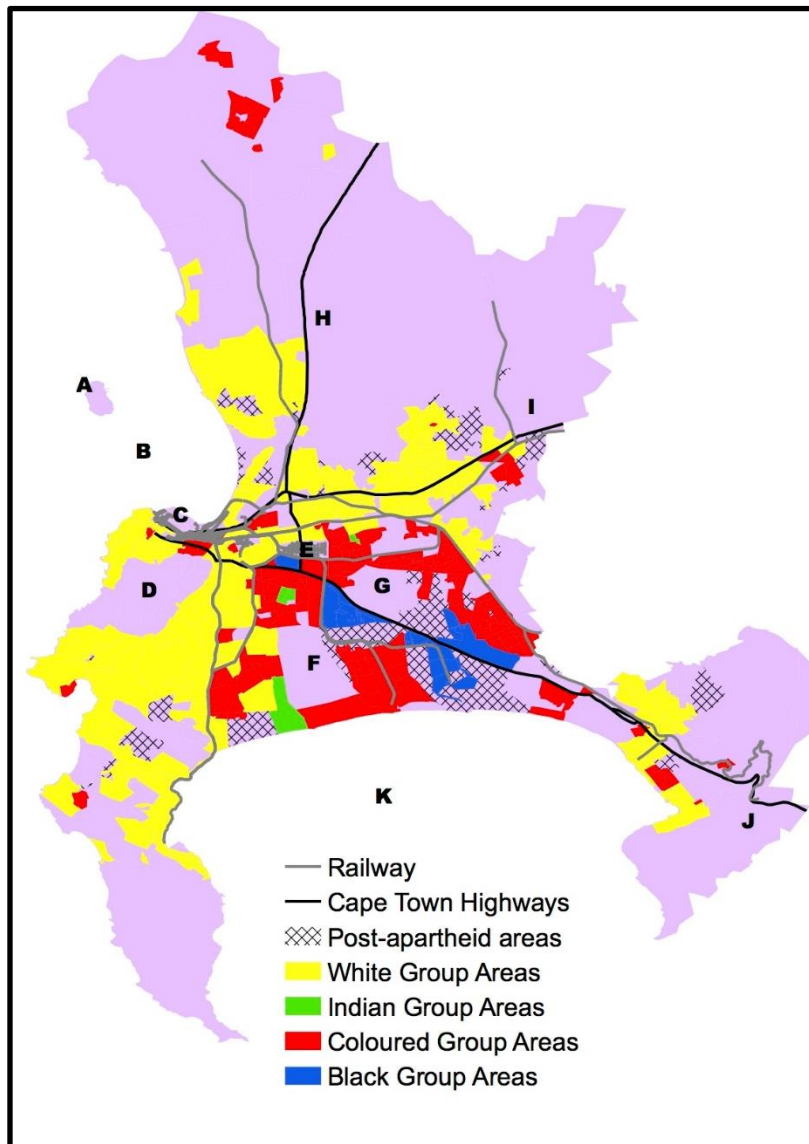 H
A
I
B
C
E
D
G
F
K
J
Railway
Cape Town Highways
Post-apartheid areas
White Group Areas
Indian Group Areas
Coloured Group Areas
Black Group Areas